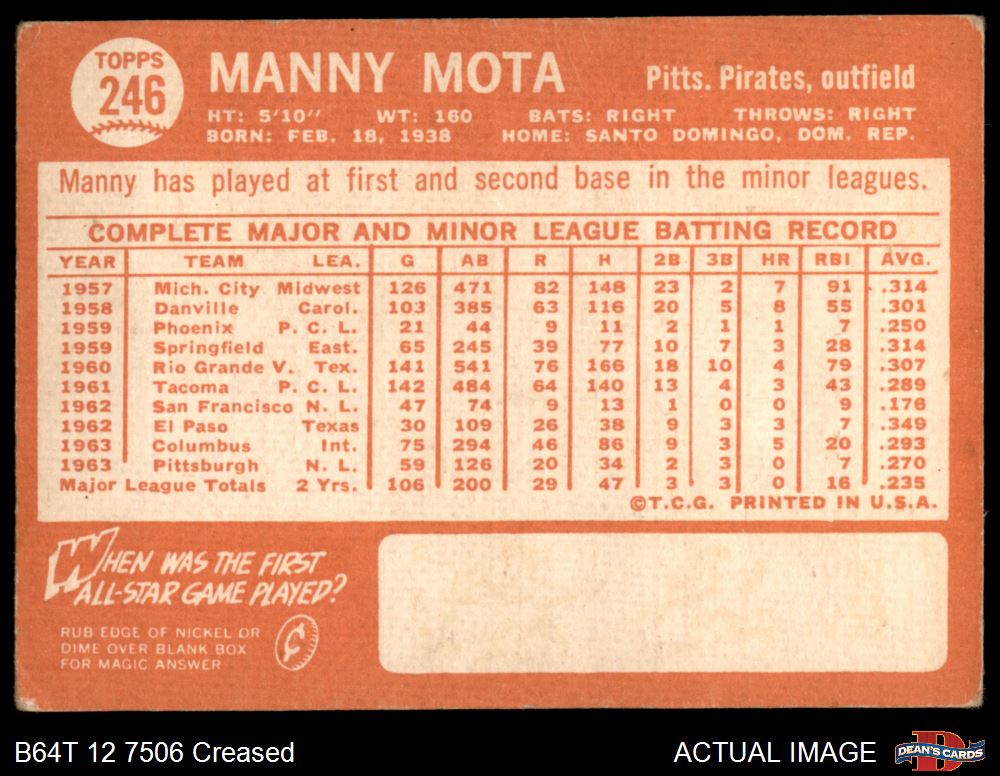 TOPPS
246
MANNY MOTA Pitts. Pirates, outfield
HT: 5'10" WT: 160 BATS: RIGHT THROWS: RIGHT
BORN: FEB. 18, 1938 HOME: SANTO DOMINGO, DOM. REP.
Manny has played at first and second base in the minor leagues.
COMPLETE MAJOR AND MINOR LEAGUE BATTING RECORD
YEAR TEAM LEA. G AB R H 2B 3B HR RBI AVG.
1957 Mich. City Midwest 126 471 82 148 23 2 7 91 .314
1958 Danville Carol. 103 385 63 116 20 5 8 55 .301
1959 Phoenix P. C. L. 21 44 9 11 2 1 1 7 .250
1959 Springfield East. 65 245 39 77 10 7 3 28 .314
1960 Rio Grande V. Tex. 141 541 76 166 18 10 4 79 .307
1961 Tacoma P. C. L. 142 484 64 140 13 4 3 43 .289
1962 San Francisco N. L. 47 74 9 13 1 0 0 9 .176
1962 El Paso Texas 30 109 26 38 9 3 3 7 .349
1963 Columbus Int. 75 294 46 86 9 3 5 20 .293
1963 Pittsburgh N. L. 59 126 20 34 2 3 0 7 .270
Major League Totals 2 Yrs. 106 200 29 47 3 3 0 16 .235
©T.C.G. PRINTED IN U.S.A.
WHEN WAS THE FIRST
ALL-STAR GAME PLAYED?
RUB EDGE OF NICKEL OR
DIME OVER BLANK BOX
FOR MAGIC ANSWER
¢
B64T 12 7506 Creased
ACTUAL IMAGE
D
DEAN'S CARDS